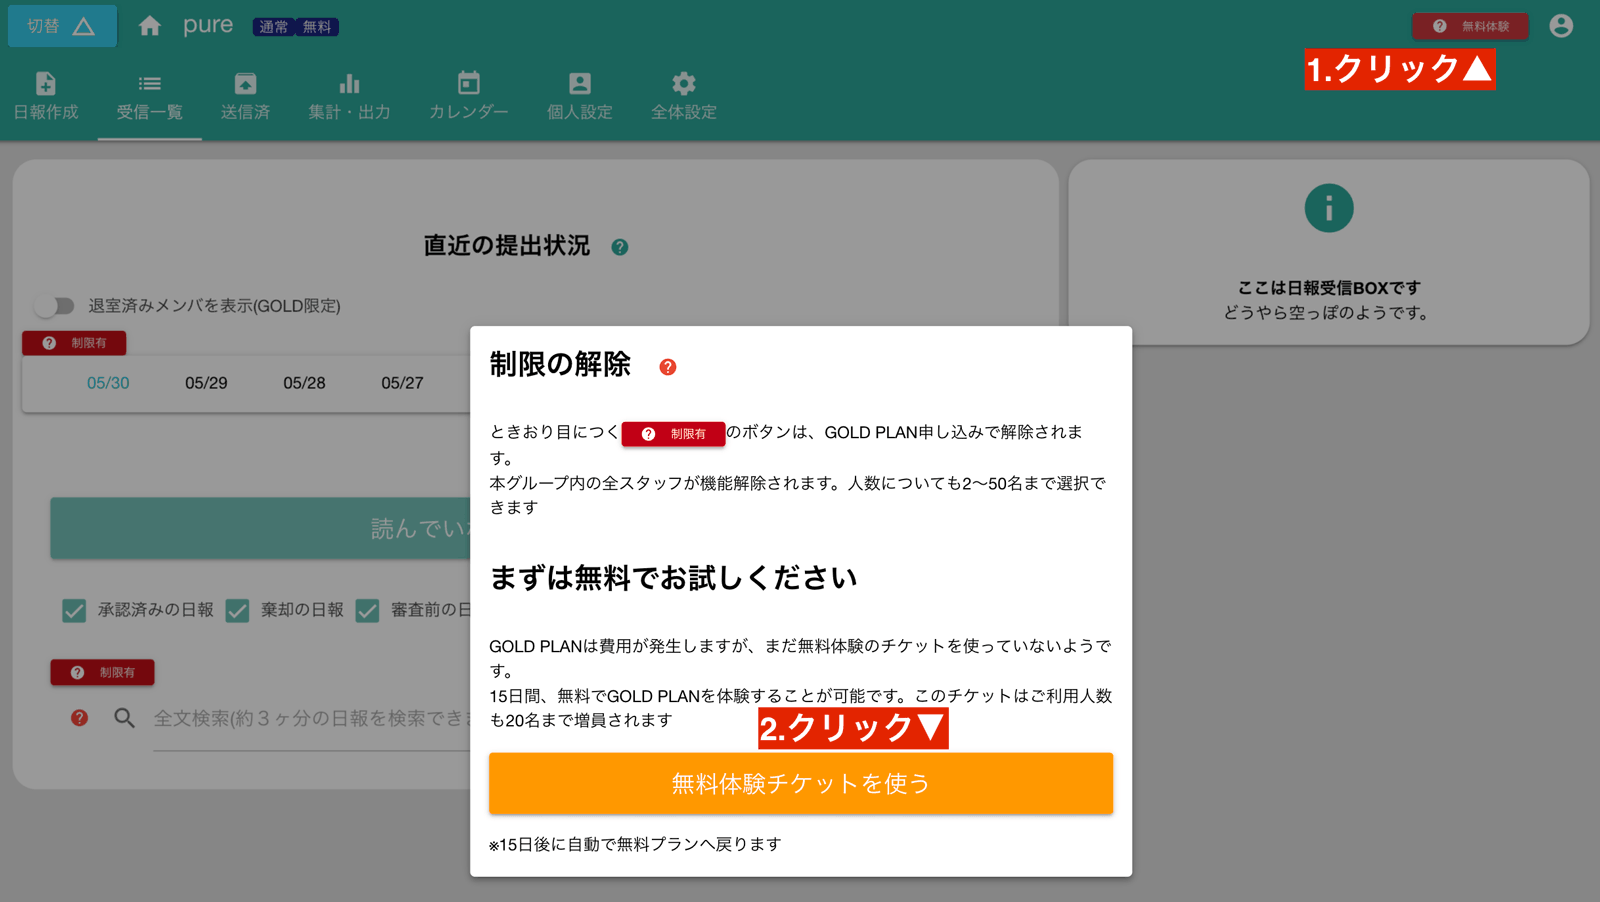 切替
pure
通常 無料
無料体験
1.クリック▲
日報作成
受信一覧
送信済
集計・出力
カレンダー
個人設定
全体設定
直近の提出状況
退室済みメンバを表示(GOLD限定)
制限有
05/30 05/29 05/28 05/27
読んでいな
承認済みの日報 棄却の日報 審査前の日
制限有
全文検索(約３ヶ分の日報を検索できま
ここは日報受信BOXです
どうやら空っぽのようです。
制限の解除
ときおり目につく 制限有 のボタンは、GOLD PLAN申し込みで解除されま
す。
本グループ内の全スタッフが機能解除されます。人数についても2〜50名まで選択で
きます
まずは無料でお試しください
GOLD PLANは費用が発生しますが、まだ無料体験のチケットを使っていないようで
す。
15日間、無料でGOLD PLANを体験することが可能です。このチケットはご利用人数
も20名まで増員されます
2.クリック▼
無料体験チケットを使う
※15日後に自動で無料プランへ戻ります